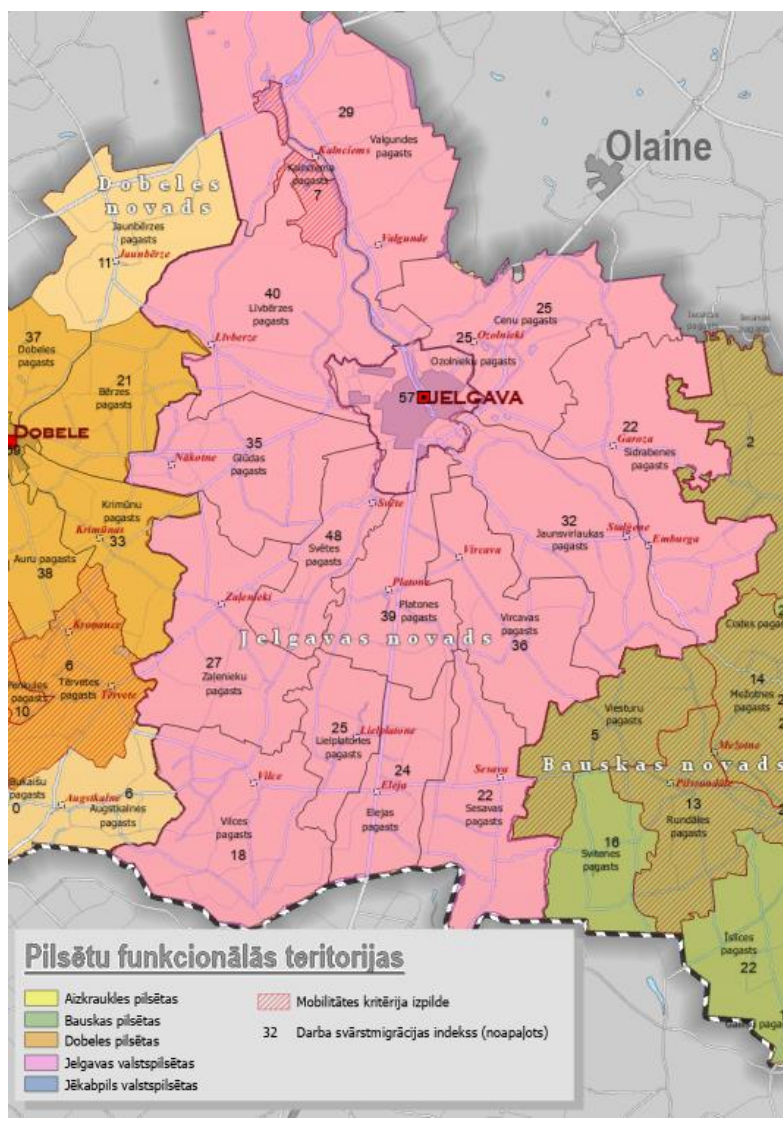 29
Valgundes
pagasts
Olaine
Kalnciems
Kalnciema
pagasts
7
Dobeles
novads
Jaunbērzes
pagasts
11
Jaunbērze
Valgunde
40
Līvbērzes
pagasts
25
Cenu pagasts
37
Dobeles
pagasts
Līvberze
25
Ozolnieki
Ozolnieku pagasts
21
Bērzes
pagasts
57
JELGAVA
2
DOBELE
22
Garoza
Sidrabenes
pagasts
35
Glūdas
pagasts
Nākotne
Svēte
Krimūnu
pagasts
Krimūnas
33
48
Svētes
pagasts
32
Jaunsvirlaukas
pagasts
Staļģene
Emburga
Vircava
Auru pagasts
38
Zaļenieki
Platone
39
Platones
pagasts
Vircavas
pagasts
36
Kroņauce
Jelgavas novads
6
Tērvetes
pagasts
Tērvete
pagasts
10
27
Zaļenieku
pagasts
14
Mežotnes
pagasts
Viesturu
pagasts
5
25
Lielplatones
pagasts
Lielplatone
Mežotne
Bauskas novads
Vilce
24
Eleja
Sesava
Pilsrundāle
Bukaišu
pagasts
0
Augstkalne
6
Augstkalnes
pagasts
22
Sesavas
pagasts
13
Rundāles
pagasts
Vilces
pagasts
18
Elejas
pagasts
16
Svitenes
pagasts
Īslīces
pagasts
22
Pilsētu funkcionālās teritorijas
Aizkraukles pilsētas
Bauskas pilsētas
Dobeles pilsētas
Jelgavas valstspilsētas
Jēkabpils valstspilsētas
Mobilitātes kritērija izpilde
32 Darba svārstmigrācijas indekss (noapaļots)